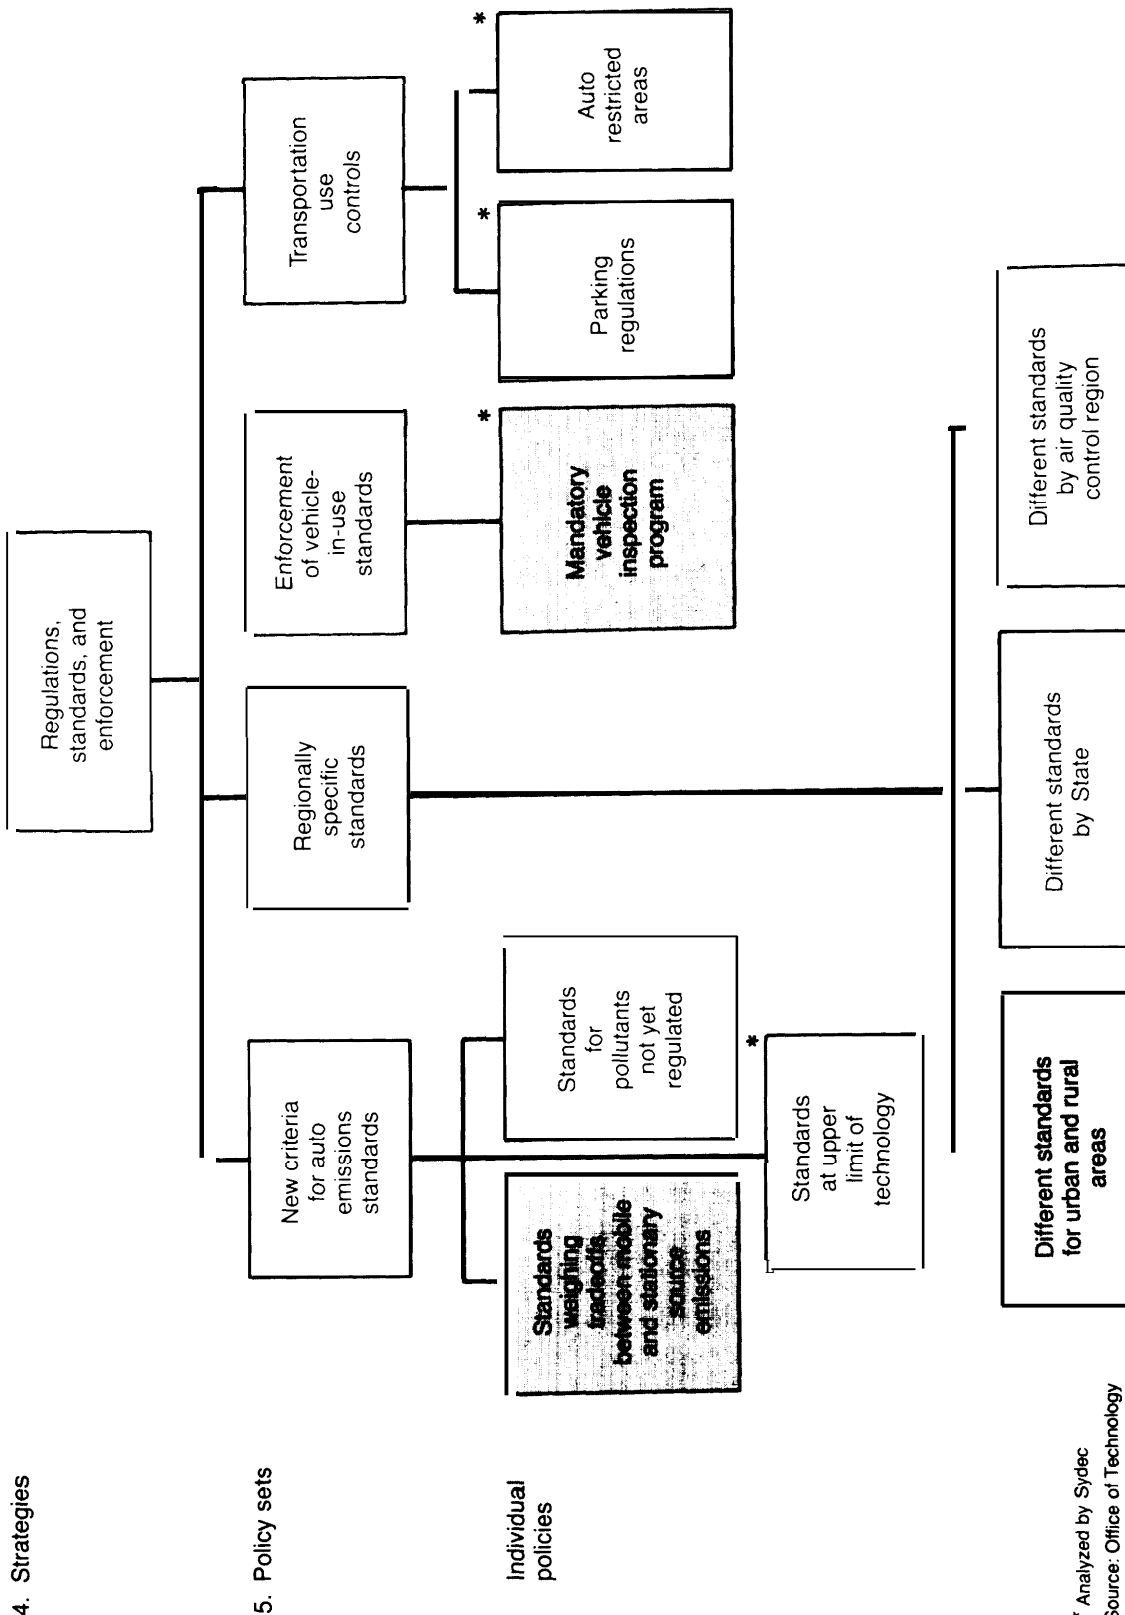 4. Strategies
Regulations,
standards, and
enforcement
5. Policy sets
New criteria
for auto
emissions
standards
Regionally
specific
standards
Enforcement
of vehicle-
in-use
standards
Transportation
use
controls
Individual
policies
Standards
weighing
tradeoffs
between mobile
and stationary
source
emissions
Standards
for
pollutants
not yet
regulated
*
Mandatory
vehicle
inspection
program
*
Parking
regulations
*
Auto
restricted
areas
*
Standards
at upper
limit of
technology
Different standards
for urban and rural
areas
Different standards
by State
Different standards
by air quality
control region
* Analyzed by Sydec
Source: Office of Technology